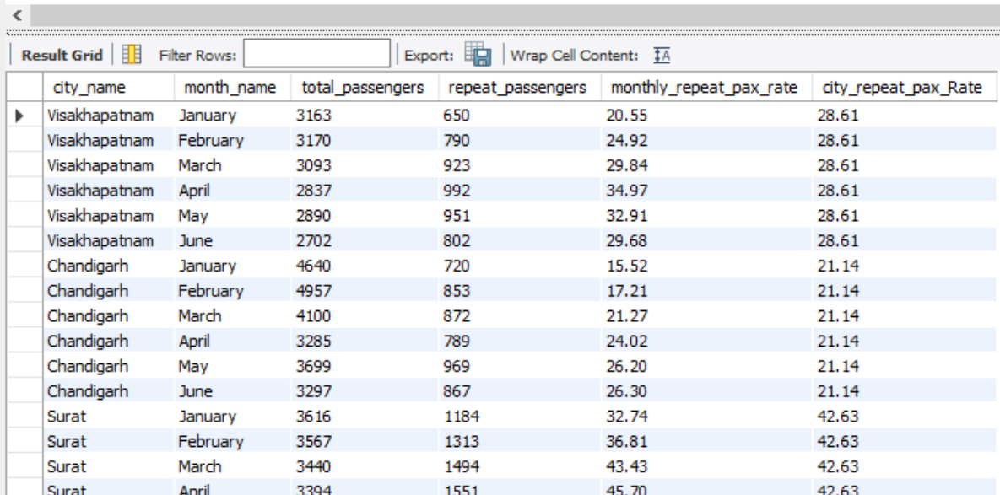 Result Grid Filter Rows: Export: Wrap Cell Content:
city_name month_name total_passengers repeat_passengers monthly_repeat_pax_rate city_repeat_pax_Rate
Visakhapatnam January 3163 650 20.55 28.61
Visakhapatnam February 3170 790 24.92 28.61
Visakhapatnam March 3093 923 29.84 28.61
Visakhapatnam April 2837 992 34.97 28.61
Visakhapatnam May 2890 951 32.91 28.61
Visakhapatnam June 2702 802 29.68 28.61
Chandigarh January 4640 720 15.52 21.14
Chandigarh February 4957 853 17.21 21.14
Chandigarh March 4100 872 21.27 21.14
Chandigarh April 3285 789 24.02 21.14
Chandigarh May 3699 969 26.20 21.14
Chandigarh June 3297 867 26.30 21.14
Surat January 3616 1184 32.74 42.63
Surat February 3567 1313 36.81 42.63
Surat March 3440 1494 43.43 42.63
Surat April 3394 1551 45.70 42.63